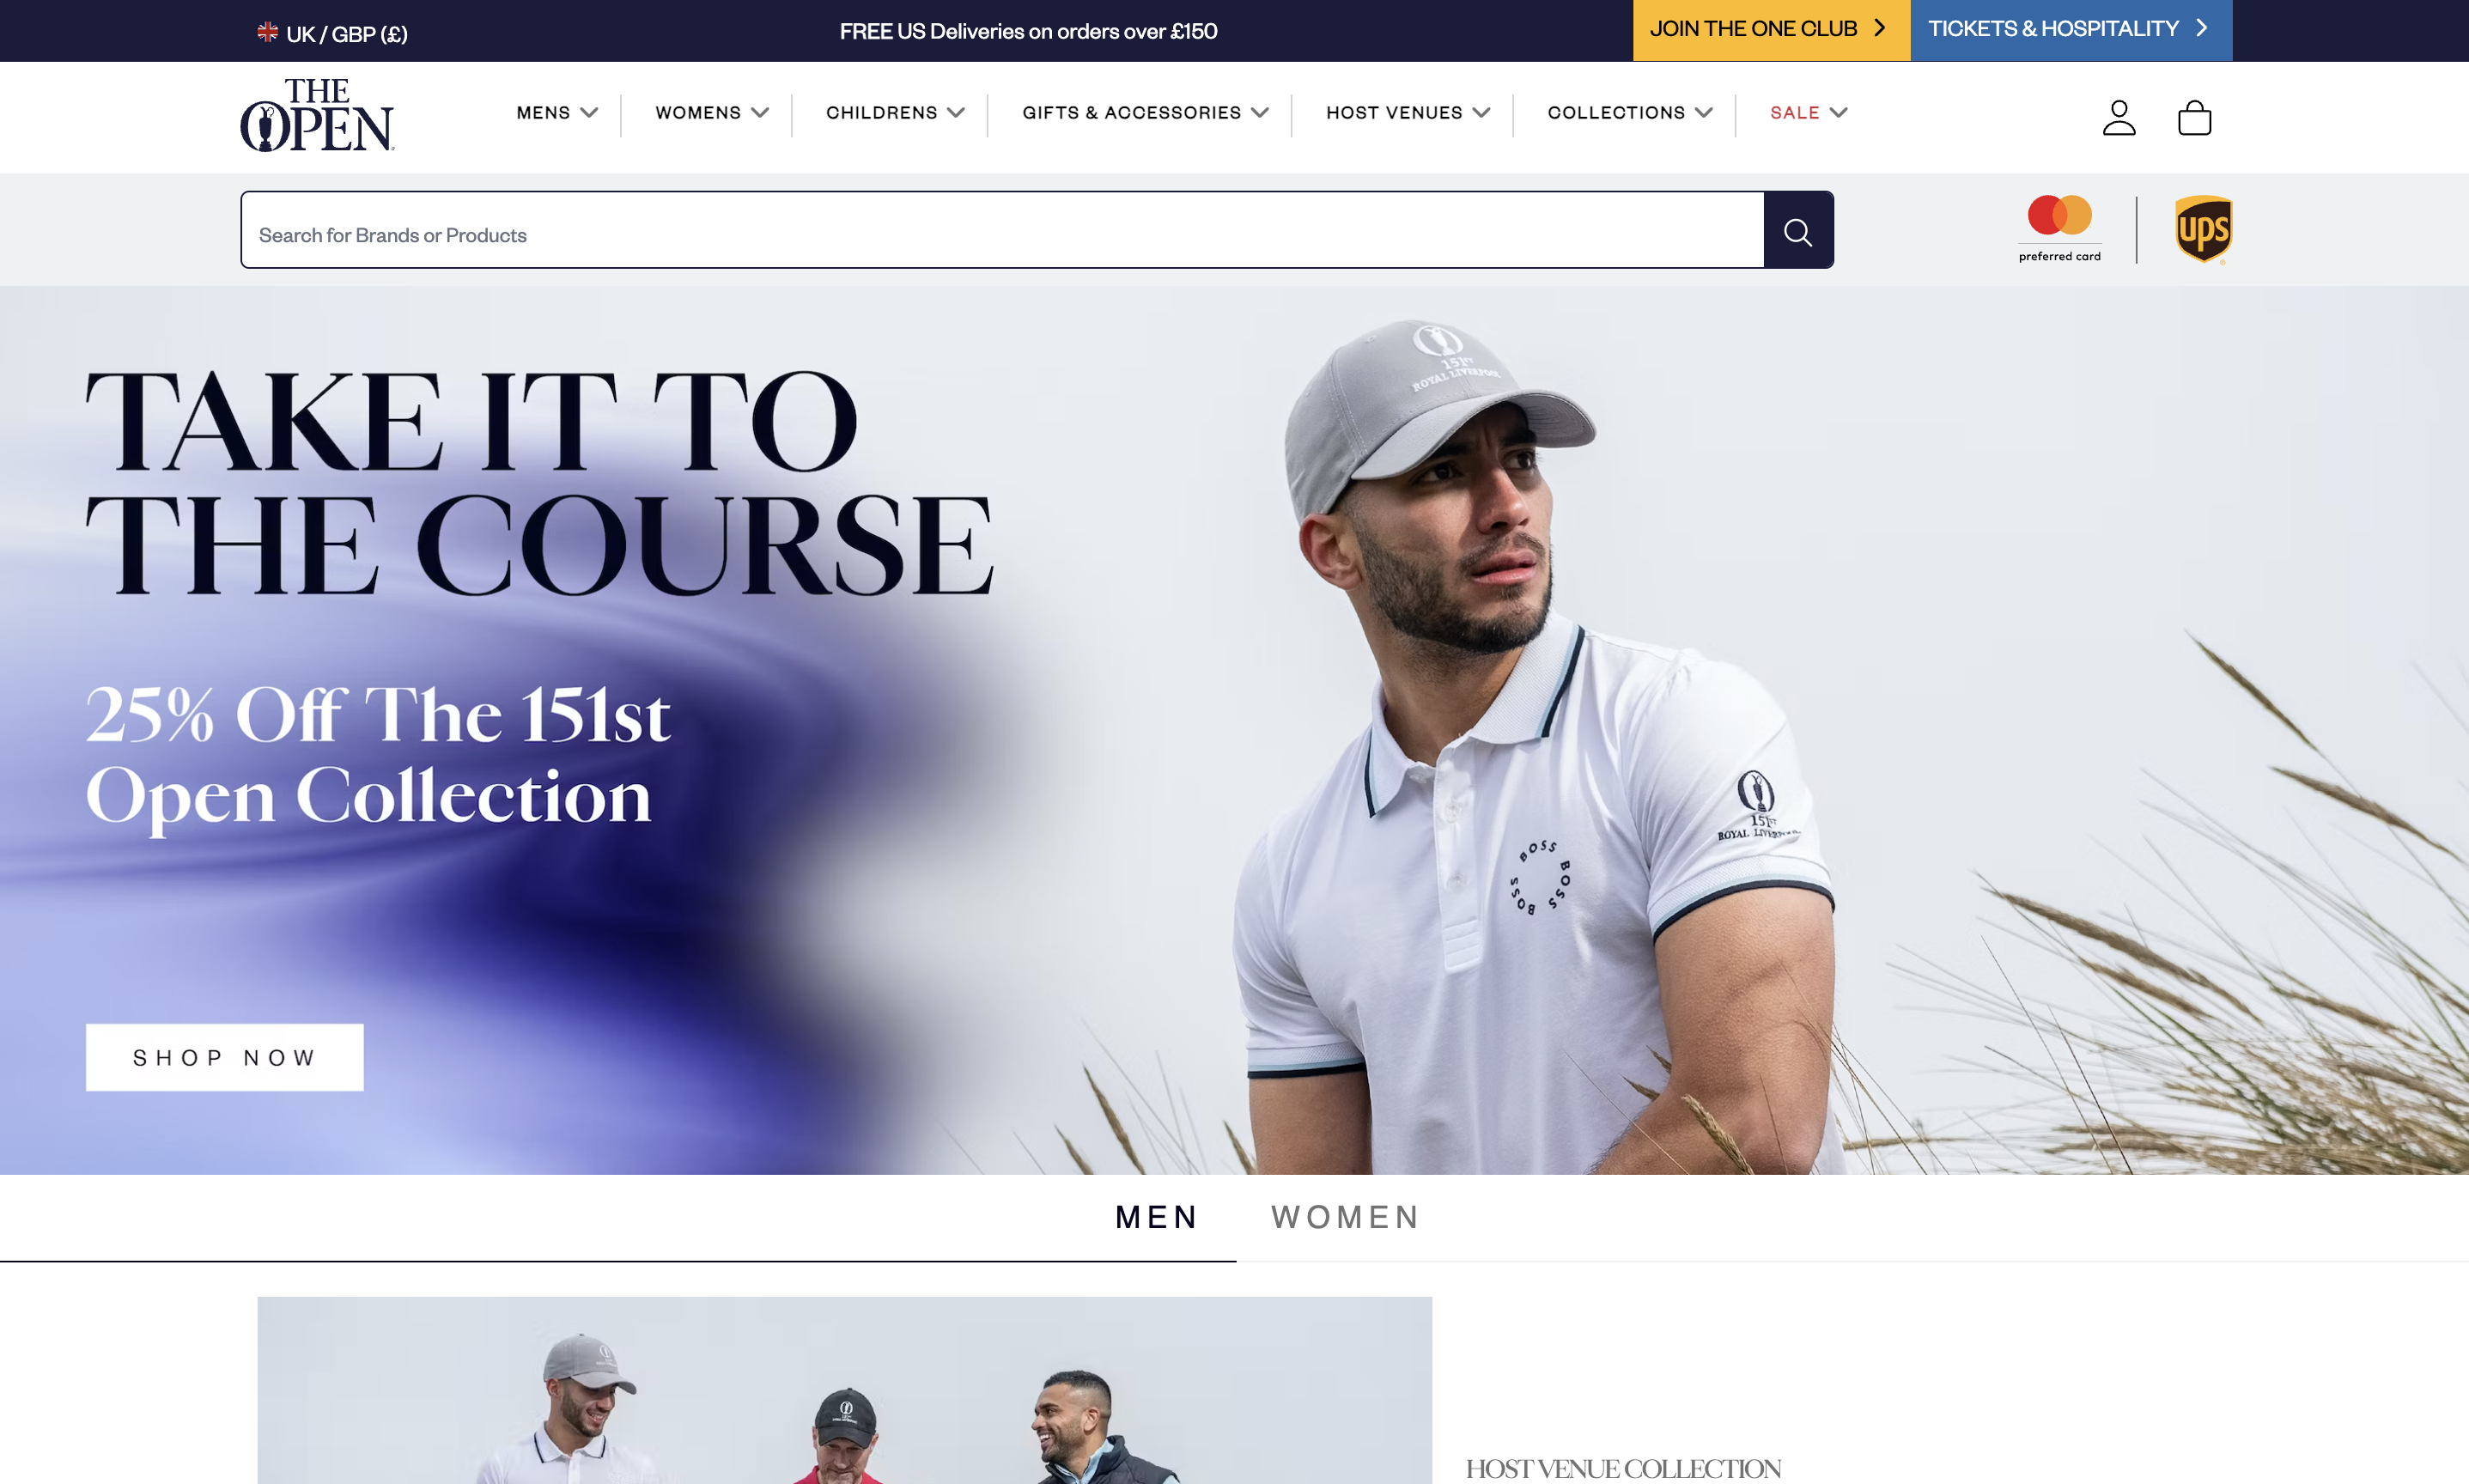 UK / GBP (£)
FREE US Deliveries on orders over £150
JOIN THE ONE CLUB
TICKETS & HOSPITALITY
THE
OPEN
MENS
WOMENS
CHILDRENS
GIFTS & ACCESSORIES
HOST VENUES
COLLECTIONS
SALE
Search for Brands or Products
preferred card
ups
TAKE IT TO
THE COURSE
25% Off The 151st
Open Collection
SHOP NOW
151ST
ROYAL LIVERPOOL
151ST
ROYAL
BOSS BOSS BOSS BOSS
MEN
WOMEN
HOST VENUE COLLECTION